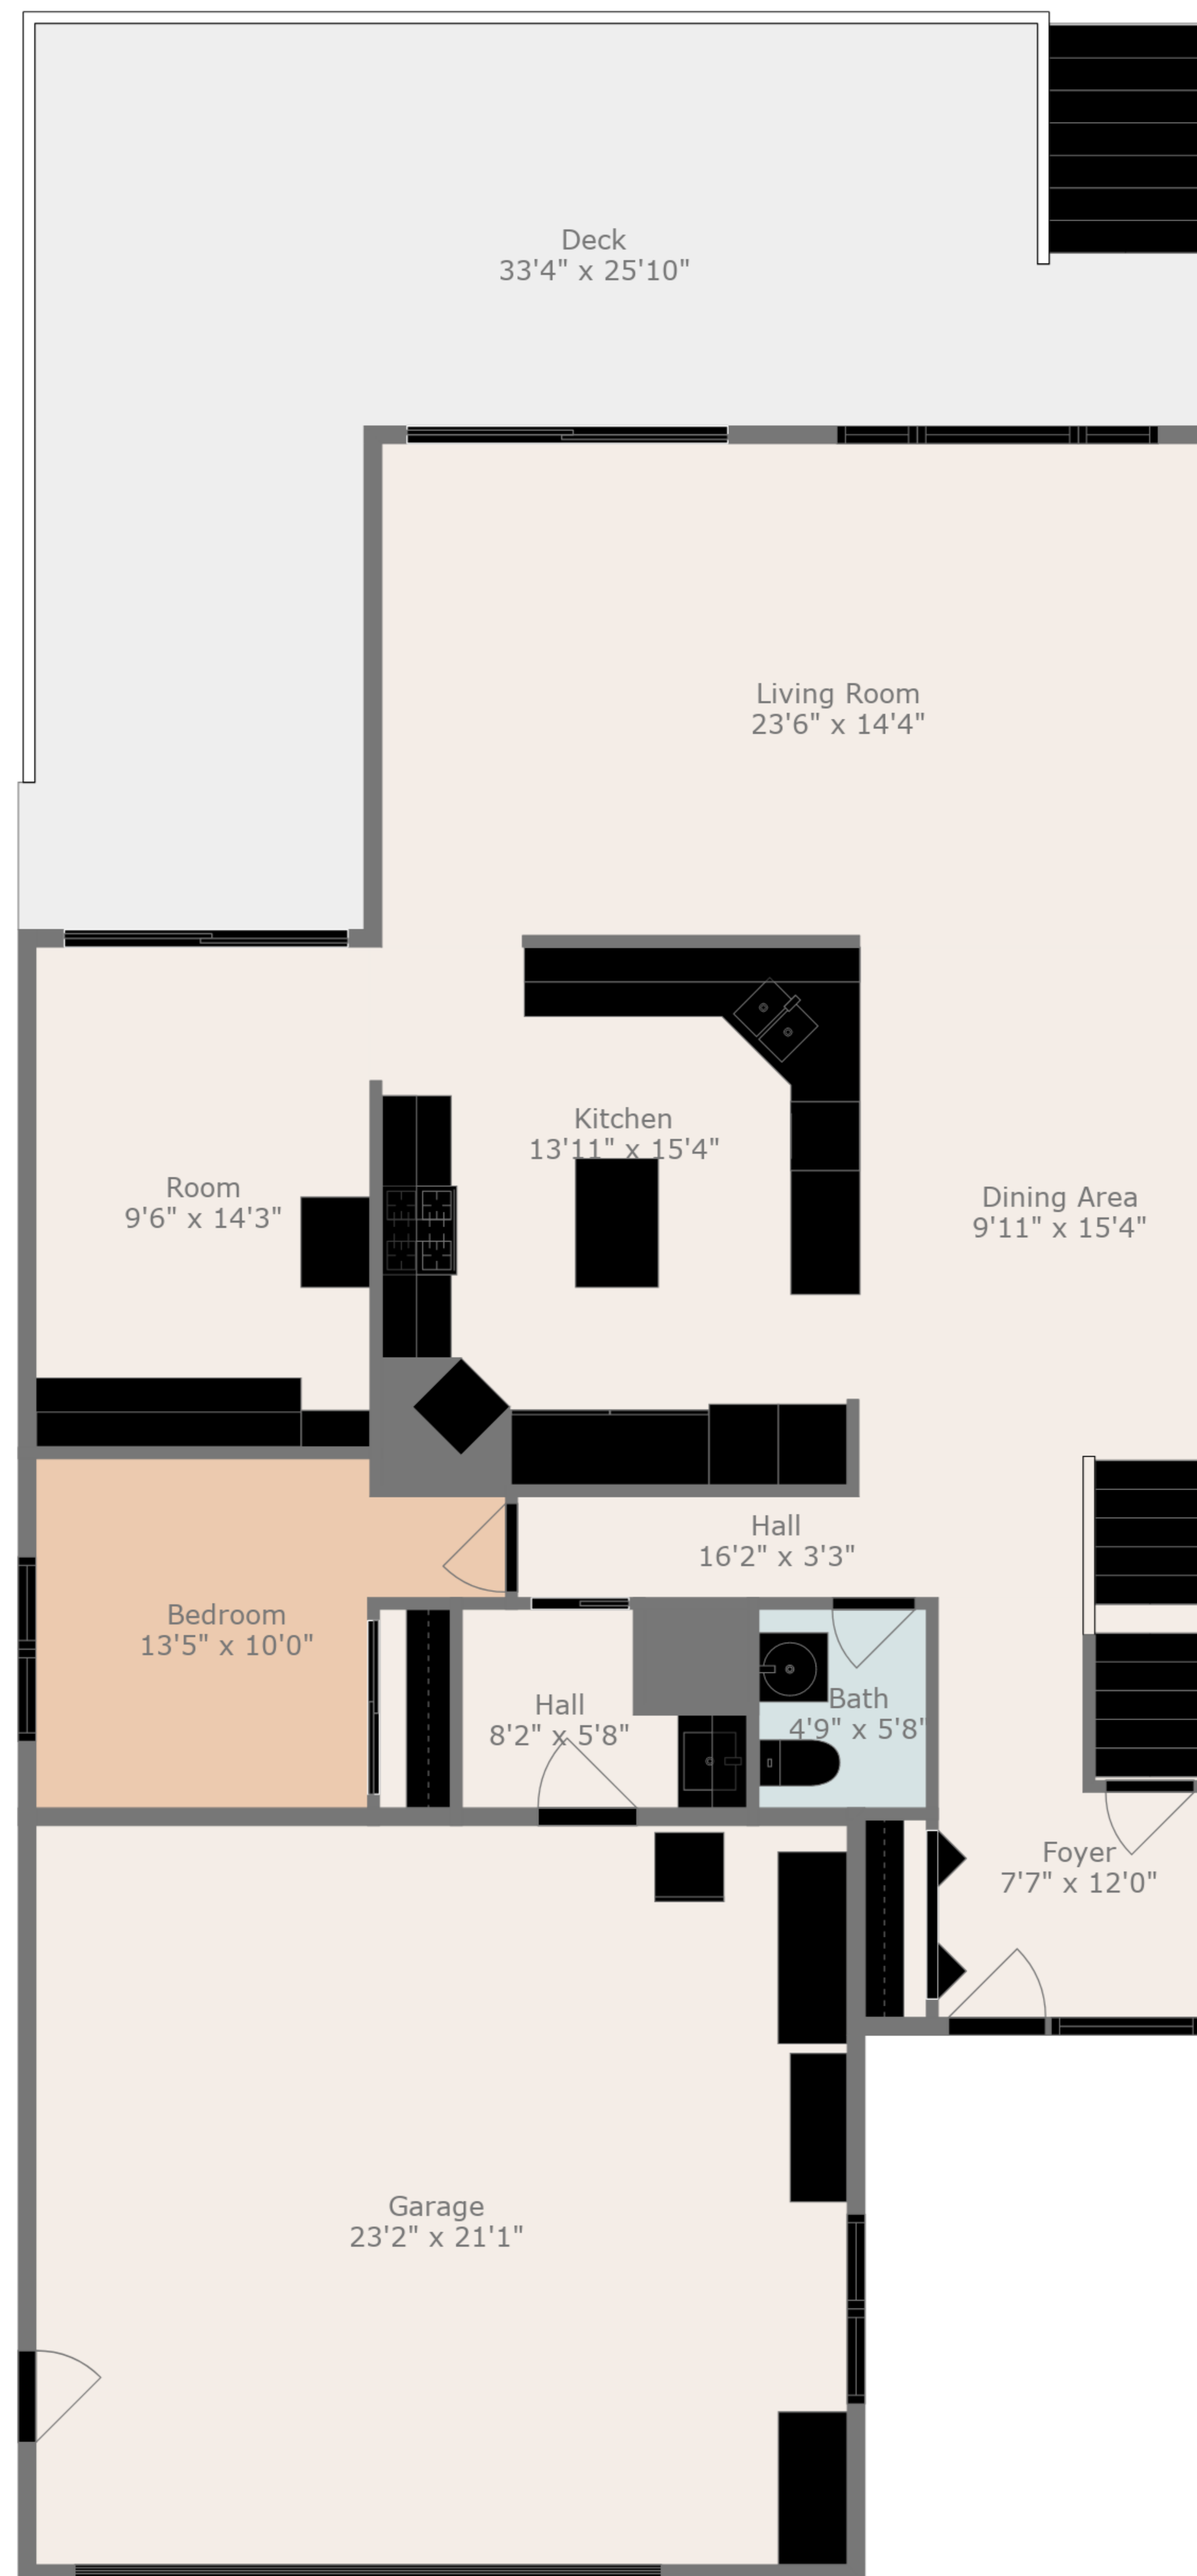 Deck
33'4" x 25'10"
Living Room
23'6" x 14'4"
Kitchen
13'11" x 15'4"
Room
9'6" x 14'3"
Dining Area
9'11" x 15'4"
Hall
16'2" x 3'3"
Bedroom
13'5" x 10'0"
Hall
8'2" x 5'8"
Bath
4'9" x 5'8"
Foyer
7'7" x 12'0"
Garage
23'2" x 21'1"